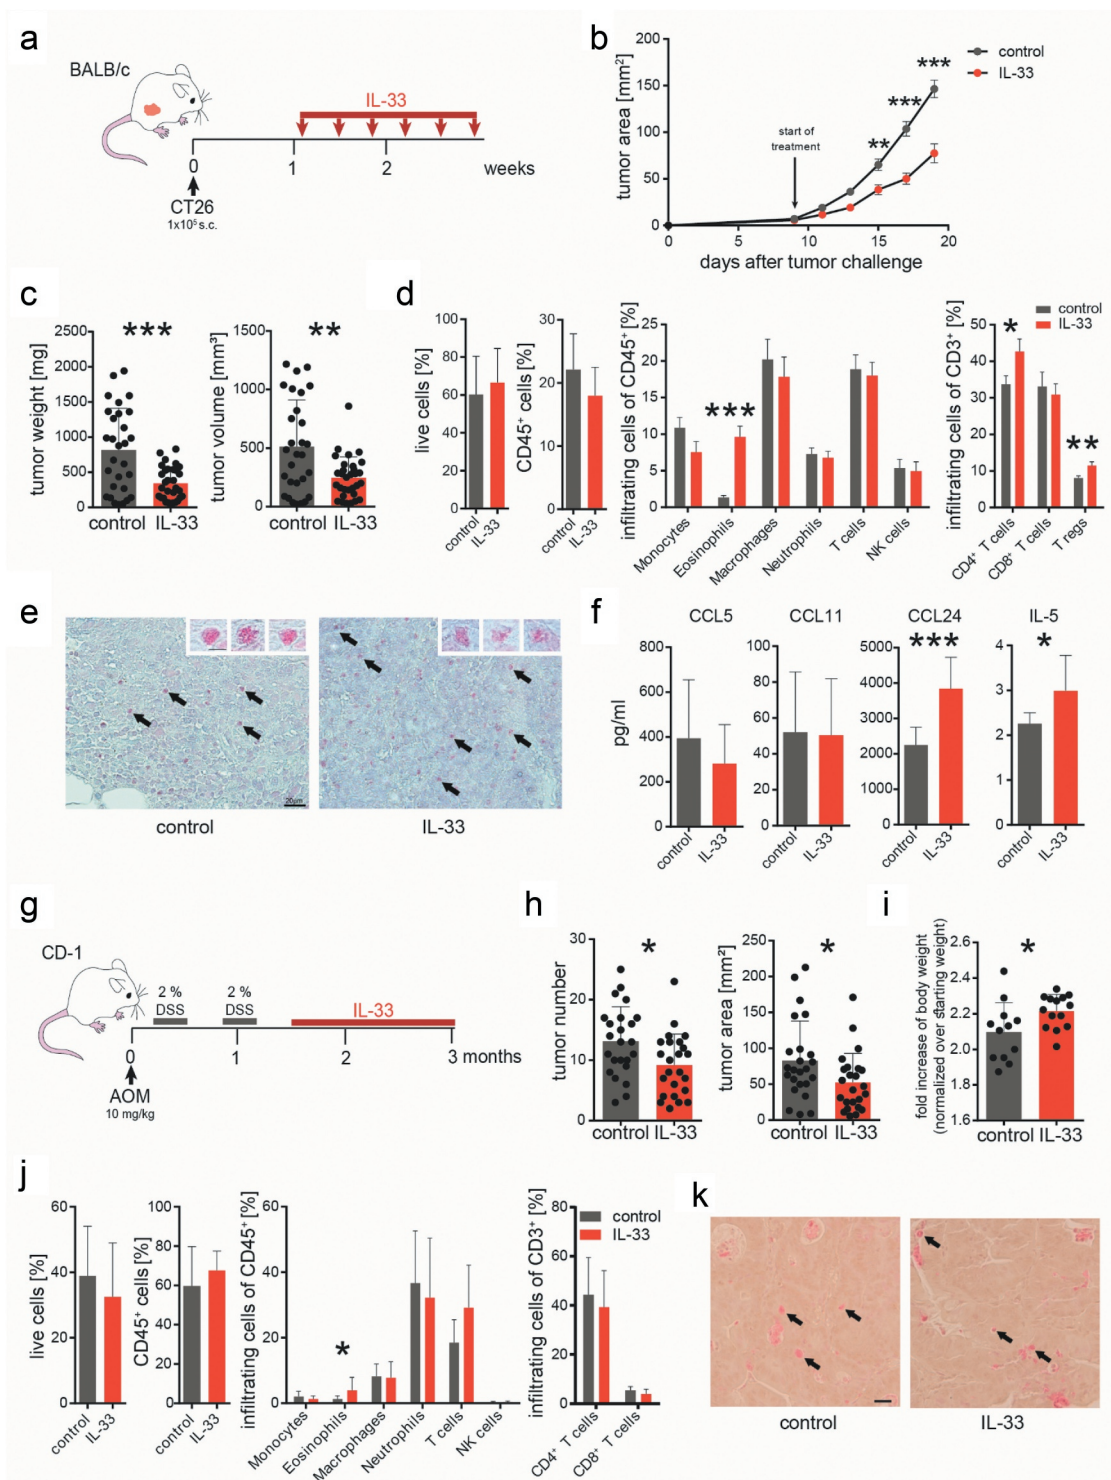 a
BALB/c
IL-33
0
1
2
weeks
CT26
1x10⁵ s.c.
b
tumor area [mm²]
200
150
100
50
0
start of
treatment
**
***
***
control
IL-33
0 5 10 15 20
days after tumor challenge
c
tumor weight [mg]
2500
2000
1500
1000
500
0
***
control IL-33
tumor volume [mm³]
1500
1000
500
0
**
control IL-33
d
live cells [%]
100
80
60
40
20
0
control
IL-33
CD45⁺ cells [%]
30
20
10
0
control
IL-33
infiltrating cells of CD45⁺ [%]
25
20
15
10
5
0
***
Monocytes
Eosinophils
Macrophages
Neutrophils
T cells
NK cells
infiltrating cells of CD3⁺ [%]
50
40
30
20
10
0
control
IL-33
*
**
CD4⁺ T cells
CD8⁺ T cells
T regs
e
20µm
control
IL-33
f
pg/ml
CCL5
800
600
400
200
0
control
IL-33
CCL11
100
80
60
40
20
0
control
IL-33
CCL24
***
5000
4000
3000
2000
1000
0
control
IL-33
IL-5
*
4
3
2
1
0
control
IL-33
g
CD-1
2 %
DSS
2 %
DSS
IL-33
0
1
2
3 months
AOM
10 mg/kg
h
tumor number
30
20
10
0
*
control IL-33
tumor area [mm²]
250
200
150
100
50
0
*
control IL-33
i
fold increase of body weight
(normalized over starting weight)
2.6
2.4
2.2
2.0
1.8
1.6
*
control IL-33
j
live cells [%]
60
40
20
0
control
IL-33
CD45⁺ cells [%]
100
80
60
40
20
0
control
IL-33
infiltrating cells of CD45⁺ [%]
60
40
20
0
*
Monocytes
Eosinophils
Macrophages
Neutrophils
T cells
NK cells
infiltrating cells of CD3⁺ [%]
80
60
40
20
0
control
IL-33
CD4⁺ T cells
CD8⁺ T cells
k
control
IL-33